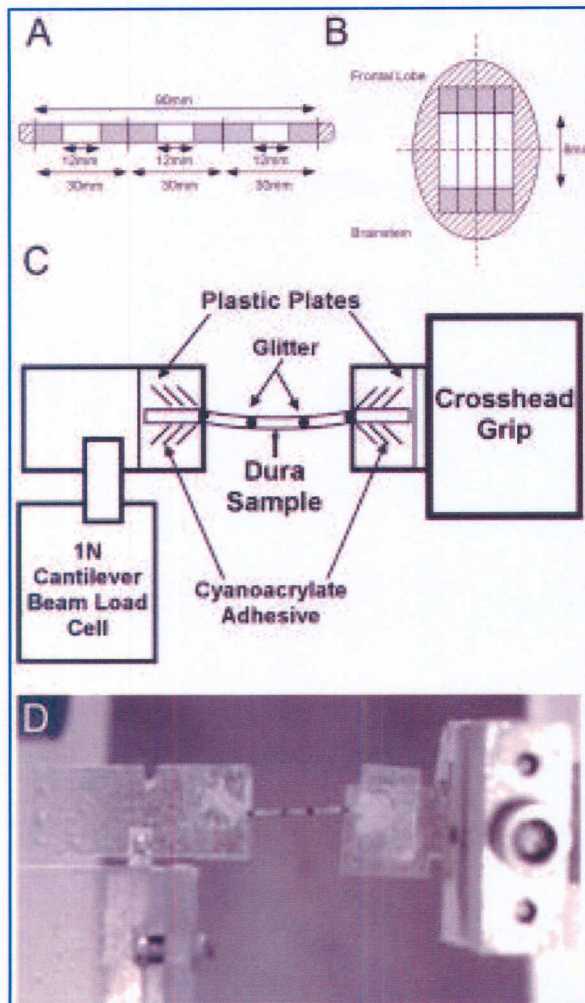 A
B
90mm
12mm 12mm 12mm
30mm 30mm 30mm
Frontal Lobe
Brainstem
C
Plastic Plates
Glitter
Crosshead
Grip
Dura
Sample
1N
Cantilever
Beam Load
Cell
Cyanoacrylate
Adhesive
D